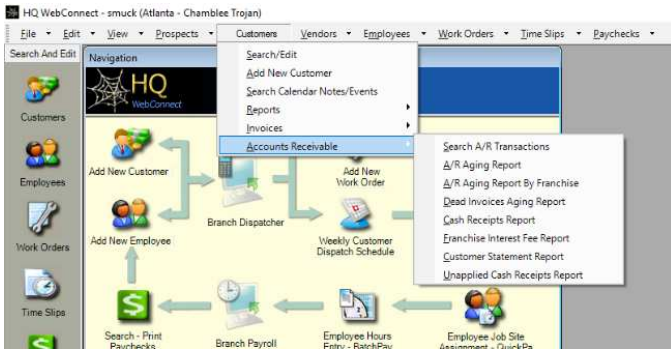 HQ WebConnect - smuck (Atlanta - Chamblee Trojan)
File Edit View Prospects Customers Vendors Employees Work Orders Time Slips Paychecks
Search And Edit
Navigation
HQ
WebConnect
Search/Edit
Add New Customer
Search Calendar Notes/Events
Reports
Invoices
Accounts Receivable
Search A/R Transactions
A/R Aging Report
A/R Aging Report By Franchise
Dead Invoices Aging Report
Cash Receipts Report
Franchise Interest Fee Report
Customer Statement Report
Unapplied Cash Receipts Report
Customers
Employees
Work Orders
Time Slips
Add New Customer
Branch Dispatcher
Add New
Work Order
Add New Employee
Weekly Customer
Dispatch Schedule
Search - Print
Paychecks
Branch Payroll
Employee Hours
Entry - BatchPay
Employee Job Site
Assignment - QuickPa